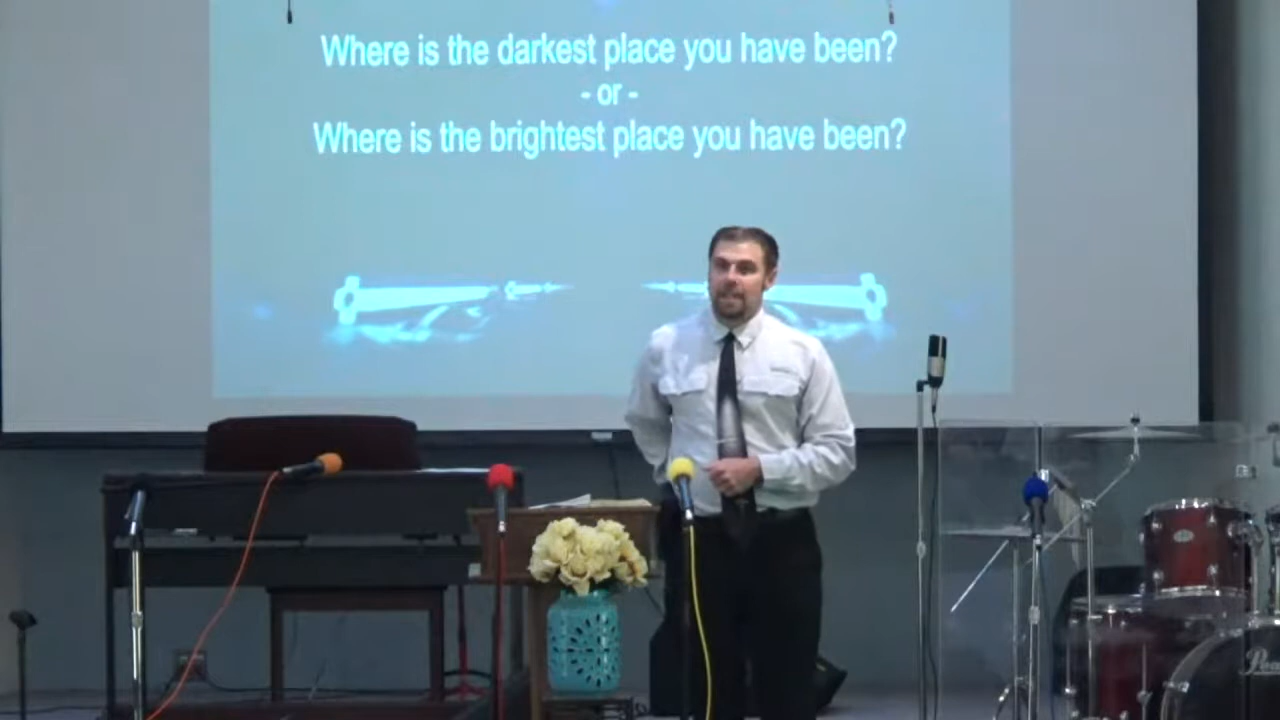 Where is the darkest place you have been?
- or -
Where is the brightest place you have been?